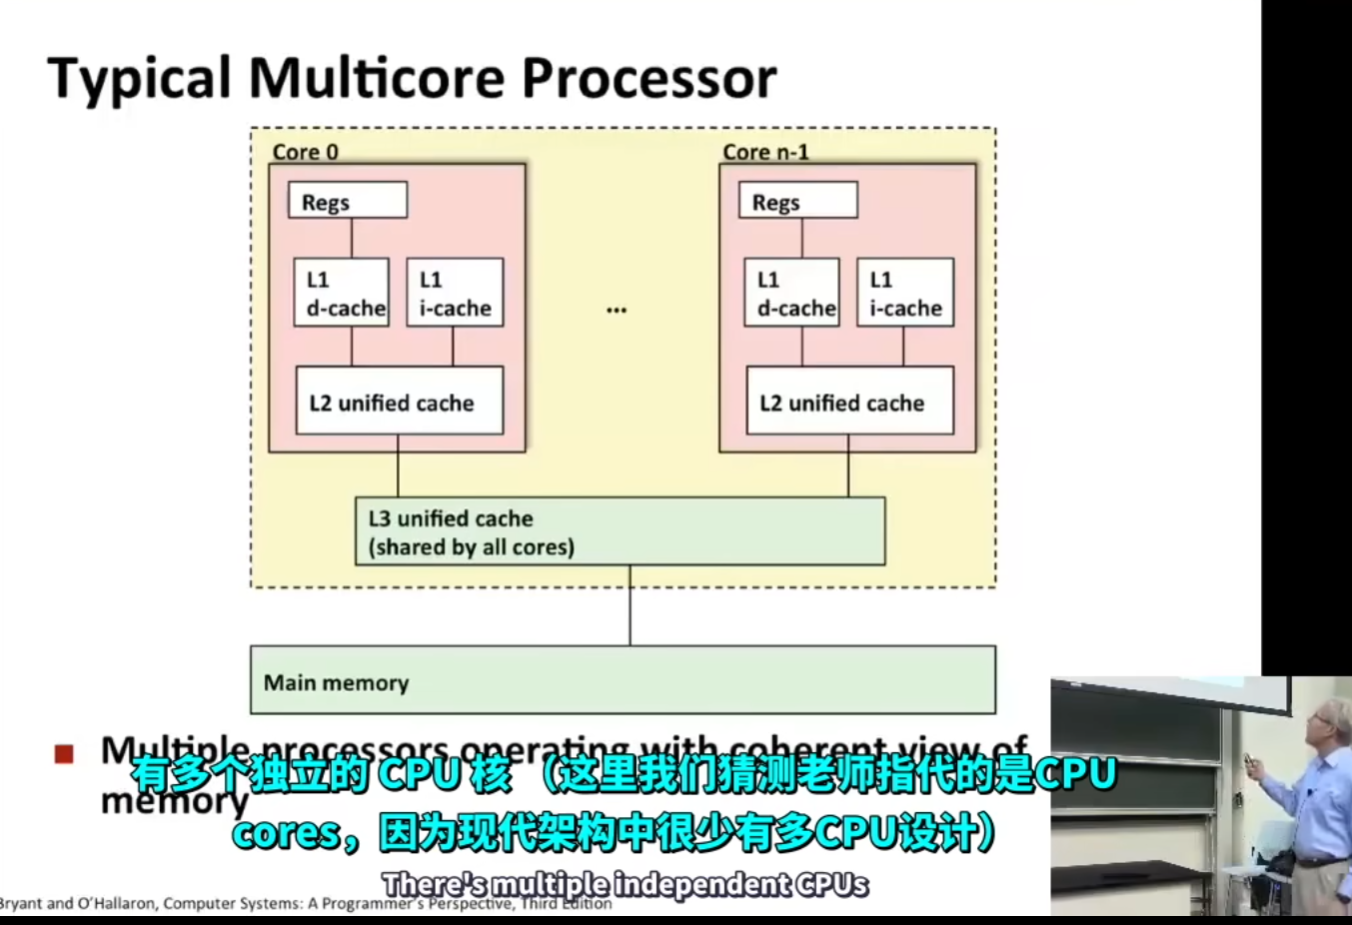 Typical Multicore Processor
Core 0
Core n-1
Regs
Regs
L1
d-cache
L1
i-cache
...
L1
d-cache
L1
i-cache
L2 unified cache
L2 unified cache
L3 unified cache
(shared by all cores)
Main memory
Multiple processors operating with coherent view of
memory
有多个独立的 CPU 核（这里我们猜测老师指代的是CPU
cores，因为现代架构中很少有多CPU设计）
There's multiple independent CPUs
Bryant and O'Hallaron, Computer Systems: A Programmer's Perspective, Third Edition